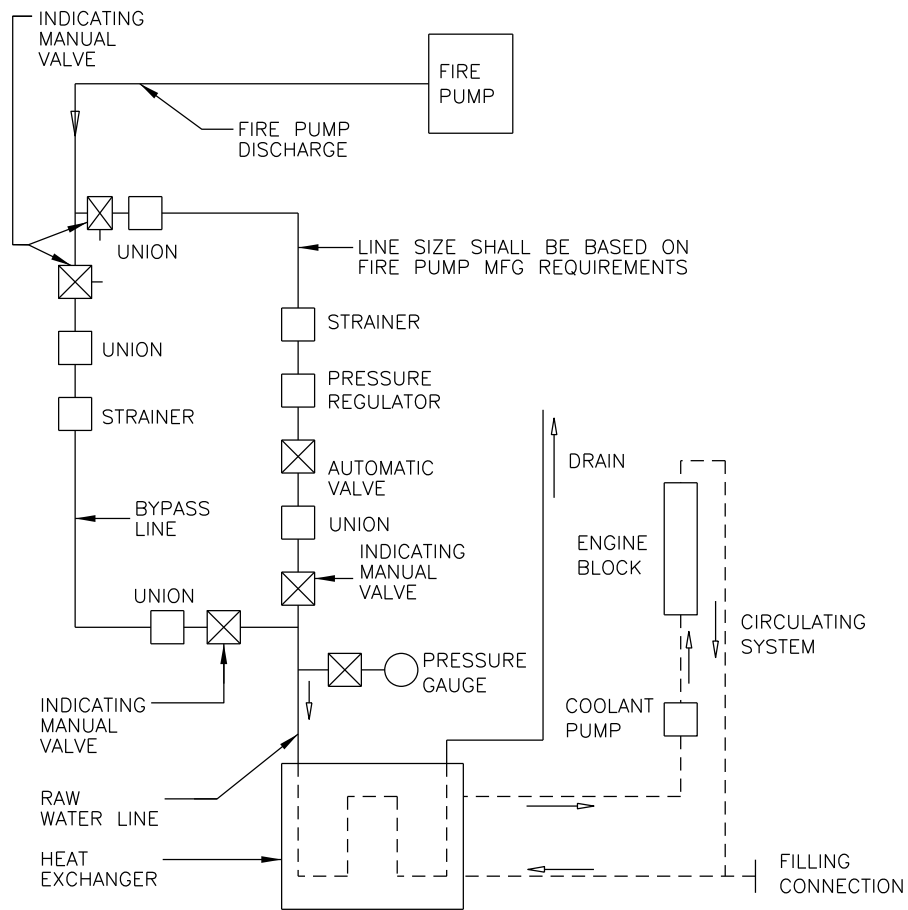 INDICATING
MANUAL
VALVE
FIRE
PUMP
FIRE PUMP
DISCHARGE
UNION
LINE SIZE SHALL BE BASED ON
FIRE PUMP MFG REQUIREMENTS
STRAINER
UNION
PRESSURE
REGULATOR
STRAINER
AUTOMATIC
VALVE
DRAIN
BYPASS
LINE
UNION
ENGINE
BLOCK
INDICATING
MANUAL
VALVE
UNION
CIRCULATING
SYSTEM
PRESSURE
GAUGE
INDICATING
MANUAL
VALVE
COOLANT
PUMP
RAW
WATER LINE
HEAT
EXCHANGER
FILLING
CONNECTION